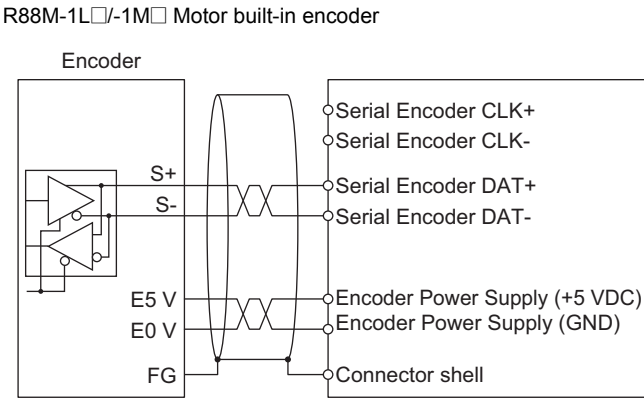 R88M-1L□/-1M□ Motor built-in encoder
Encoder
Serial Encoder CLK+
Serial Encoder CLK-
S+
Serial Encoder DAT+
S-
Serial Encoder DAT-
E5 V
Encoder Power Supply (+5 VDC)
E0 V
Encoder Power Supply (GND)
FG
Connector shell